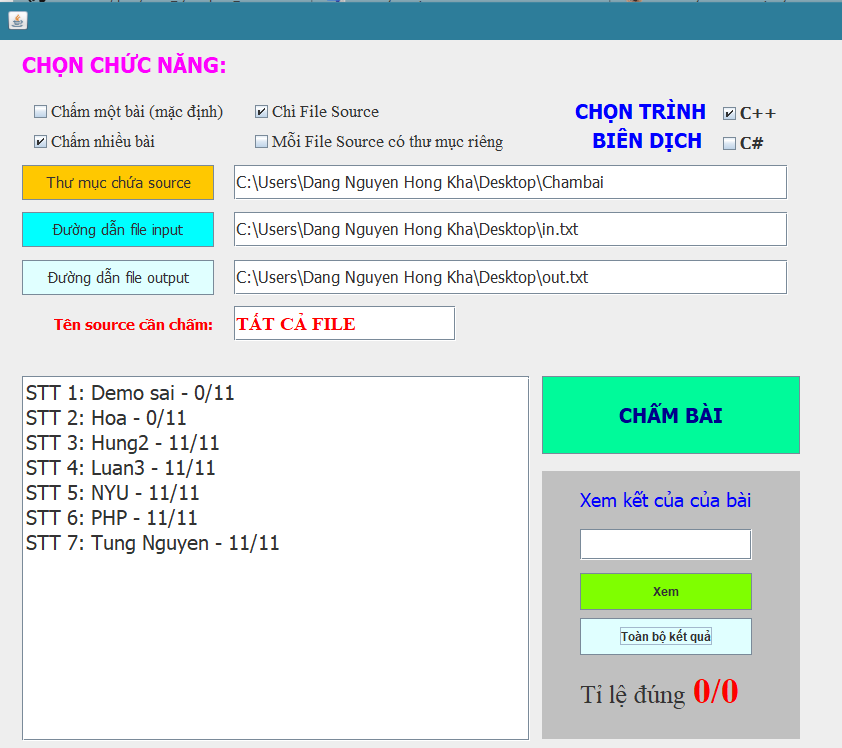 CHỌN CHỨC NĂNG:
Chấm một bài (mặc định)
Chỉ File Source
CHỌN TRÌNH
C++
Chấm nhiều bài
Mỗi File Source có thư mục riêng
BIÊN DỊCH
C#
Thư mục chứa source
C:\Users\Dang Nguyen Hong Kha\Desktop\Chambai
Đường dẫn file input
C:\Users\Dang Nguyen Hong Kha\Desktop\in.txt
Đường dẫn file output
C:\Users\Dang Nguyen Hong Kha\Desktop\out.txt
Tên source cần chấm:
TẤT CẢ FILE
STT 1: Demo sai - 0/11
STT 2: Hoa - 0/11
STT 3: Hung2 - 11/11
STT 4: Luan3 - 11/11
STT 5: NYU - 11/11
STT 6: PHP - 11/11
STT 7: Tung Nguyen - 11/11
CHẤM BÀI
Xem kết của của bài
Xem
Toàn bộ kết quả
Tỉ lệ đúng 0/0